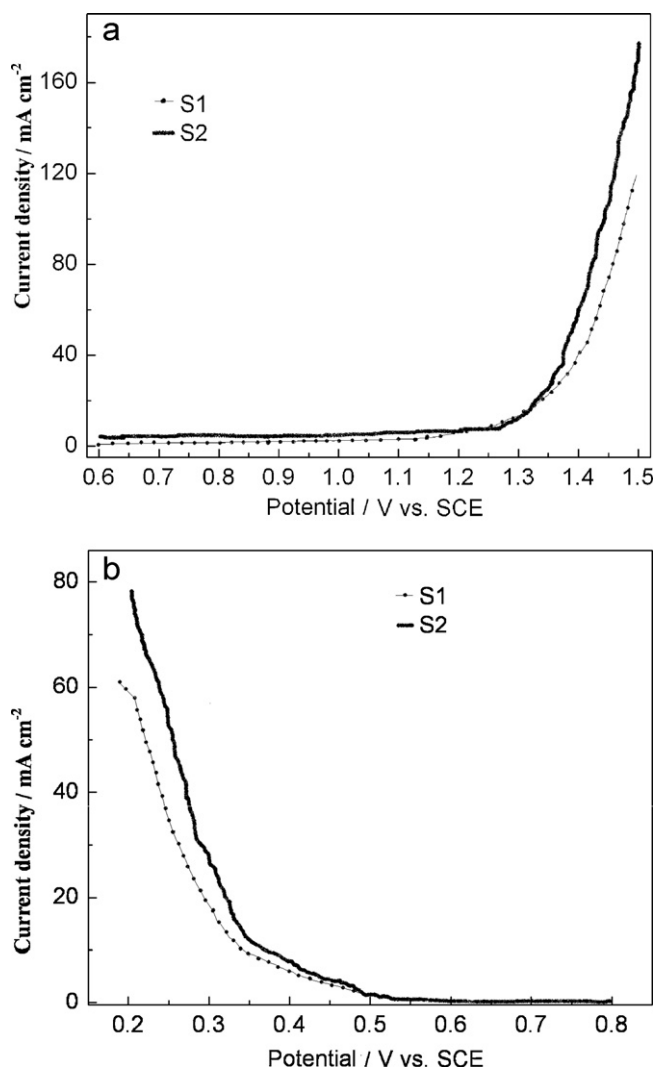 a
160
120
80
40
0
Current density / mA cm-2
S1
S2
0.6 0.7 0.8 0.9 1.0 1.1 1.2 1.3 1.4 1.5
Potential / V vs. SCE
b
80
60
40
20
0
Current density / mA cm-2
S1
S2
0.2 0.3 0.4 0.5 0.6 0.7 0.8
Potential / V vs. SCE